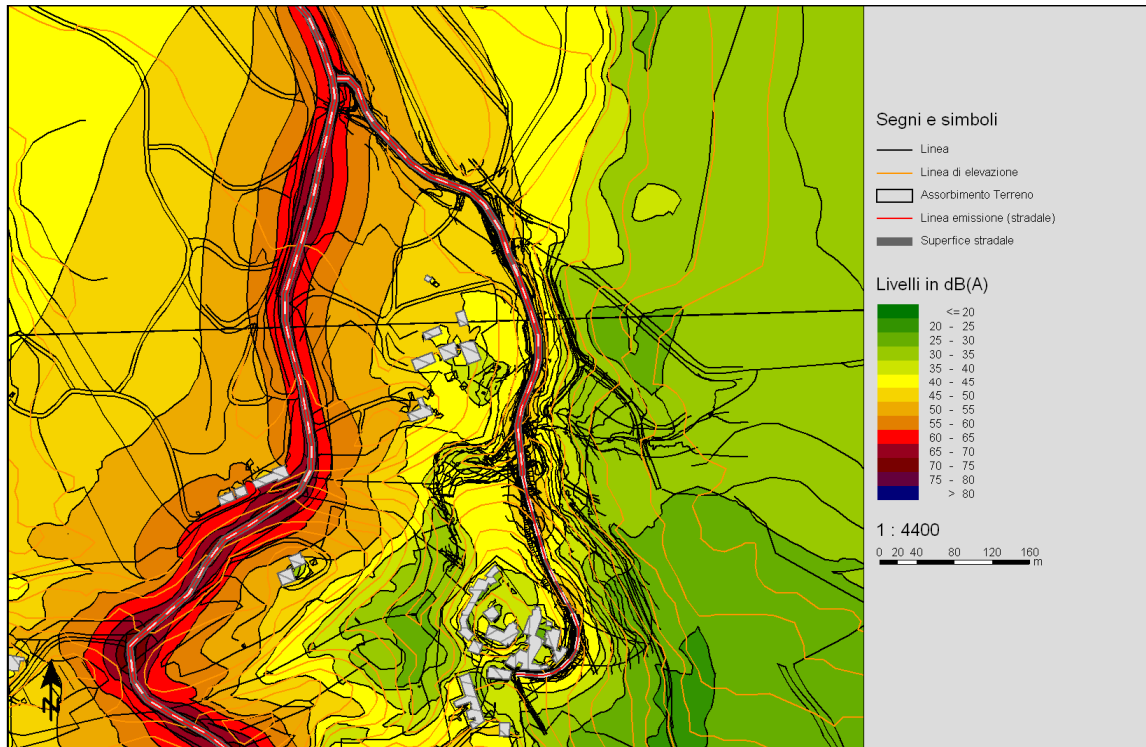 Segni e simboli
Linea
Linea di elevazione
Assorbimento Terreno
Linea emissione (stradale)
Superfice stradale
Livelli in dB(A)
<= 20
20 - 25
25 - 30
30 - 35
35 - 40
40 - 45
45 - 50
50 - 55
55 - 60
60 - 65
65 - 70
70 - 75
75 - 80
> 80
1 : 4400
0 20 40 80 120 160
m
N